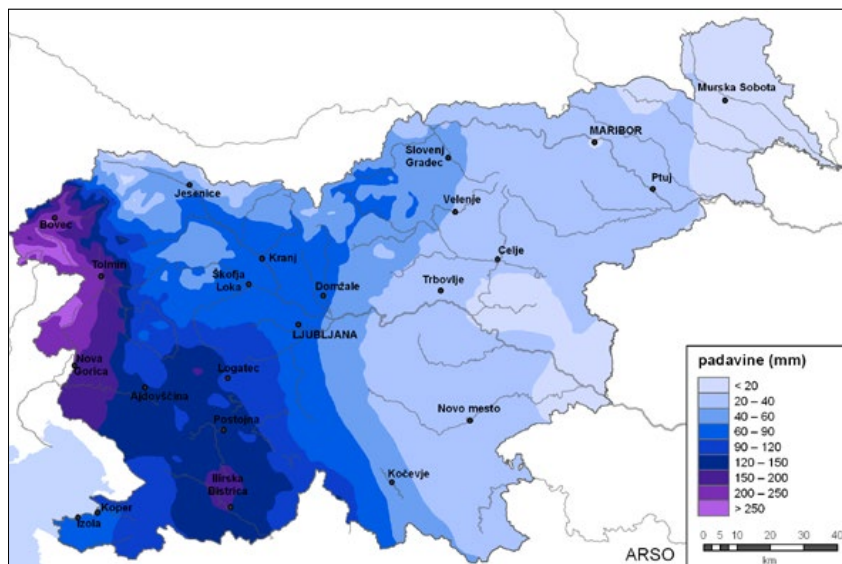 Murska Sobota
MARIBOR
Slovenj
Gradec
Ptuj
Jesenice
Velenje
Bovec
Kranj
Celje
Tolmin
Škofja
Loka
Domžale
Trbovlje
LJUBLJANA
Nova
Gorica
Logatec
Ajdovščina
Postojna
Novo mesto
Kočevje
Ilirska
Bistrica
Koper
Izola
padavine (mm)
< 20
20 – 40
40 – 60
60 – 90
90 – 120
120 – 150
150 – 200
200 – 250
> 250
0 5 10 20 30 40
km
ARSO